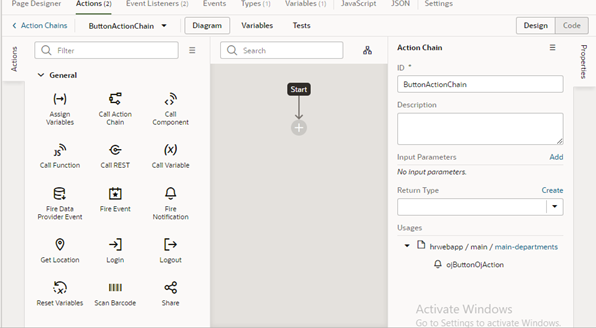 Page Designer Actions (2) Event Listeners (2) Events Types (1) Variables (1) JavaScript JSON Settings
Action Chains ButtonActionChain Diagram Variables Tests Design Code
Actions
Filter
General
Assign Variables
Call Action Chain
Call Component
Call Function
Call REST
Call Variable
Fire Data Provider Event
Fire Event
Fire Notification
Get Location
Login
Logout
Reset Variables
Scan Barcode
Share
Search
Start
Action Chain
ID *
ButtonActionChain
Description
Input Parameters Add
No input parameters.
Return Type Create
Usages
hrwebapp / main / main-departments
ojButtonOjAction
Properties
Activate Windows
Go to Settings to activate Windows.